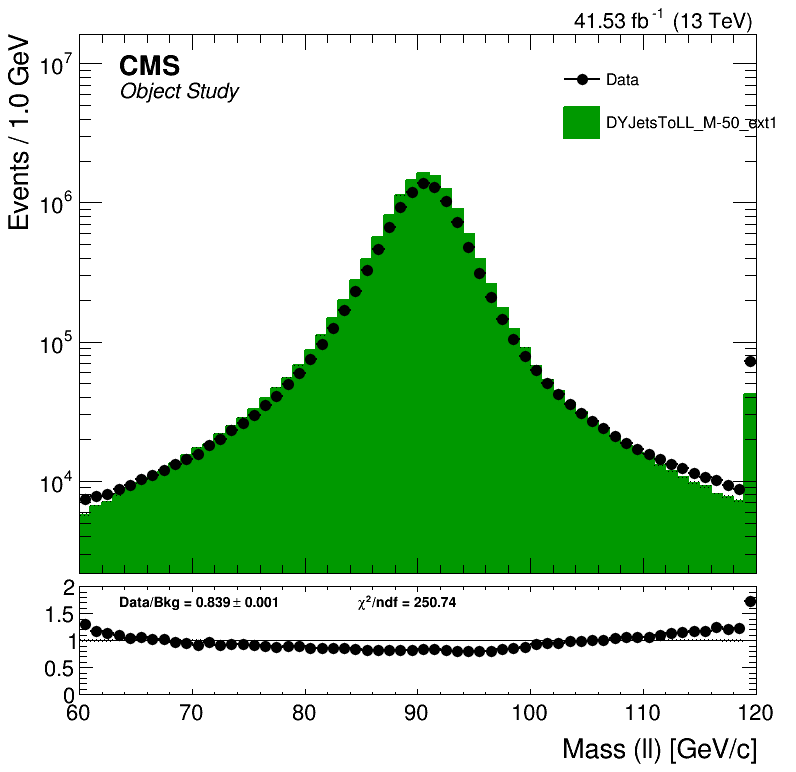 41.53 fb⁻¹ (13 TeV)
CMS
Object Study
Data
DYJetsToLL_M-50_ext1
Events / 1.0 GeV
10⁷
10⁶
10⁵
10⁴
Data/Bkg = 0.839 ± 0.001 χ²/ndf = 250.74
2
1.5
1
0.5
0
60 70 80 90 100 110 120
Mass (ll) [GeV/c]